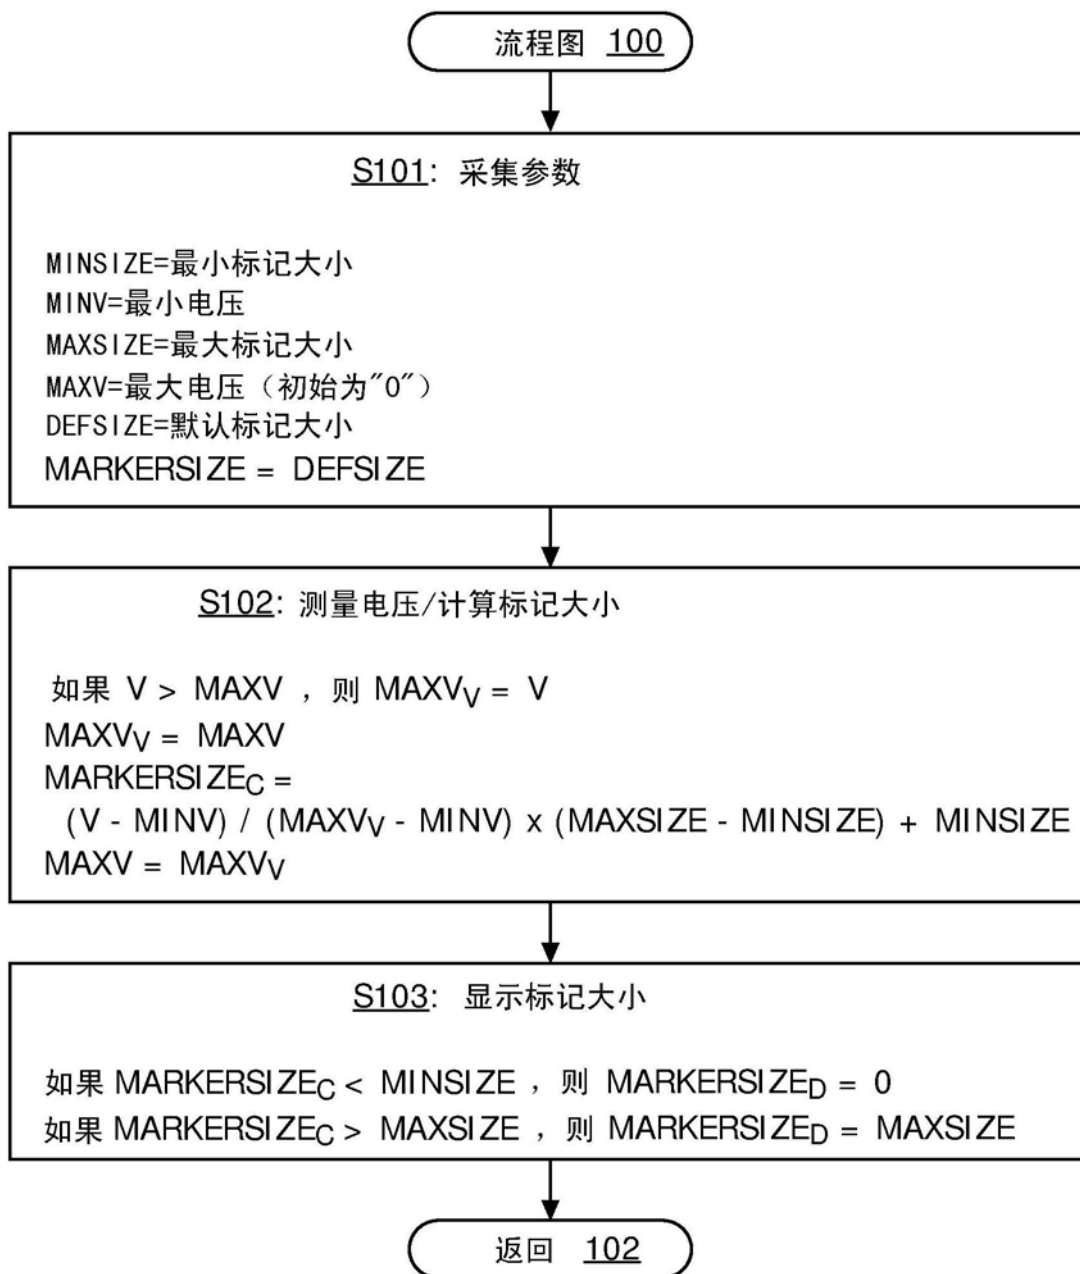 流程图 100
S101: 采集参数
MINSIZE=最小标记大小
MINV=最小电压
MAXSIZE=最大标记大小
MAXV=最大电压（初始为"0"）
DEFSIZE=默认标记大小
MARKERSIZE = DEFSIZE
S102: 测量电压/计算标记大小
如果 V > MAXV ，则 MAXVV = V
MAXVV = MAXV
MARKERSIZEC =
(V - MINV) / (MAXVV - MINV) x (MAXSIZE - MINSIZE) + MINSIZE
MAXV = MAXVV
S103: 显示标记大小
如果 MARKERSIZEC < MINSIZE ，则 MARKERSIZED = 0
如果 MARKERSIZEC > MAXSIZE ，则 MARKERSIZED = MAXSIZE
返回 102